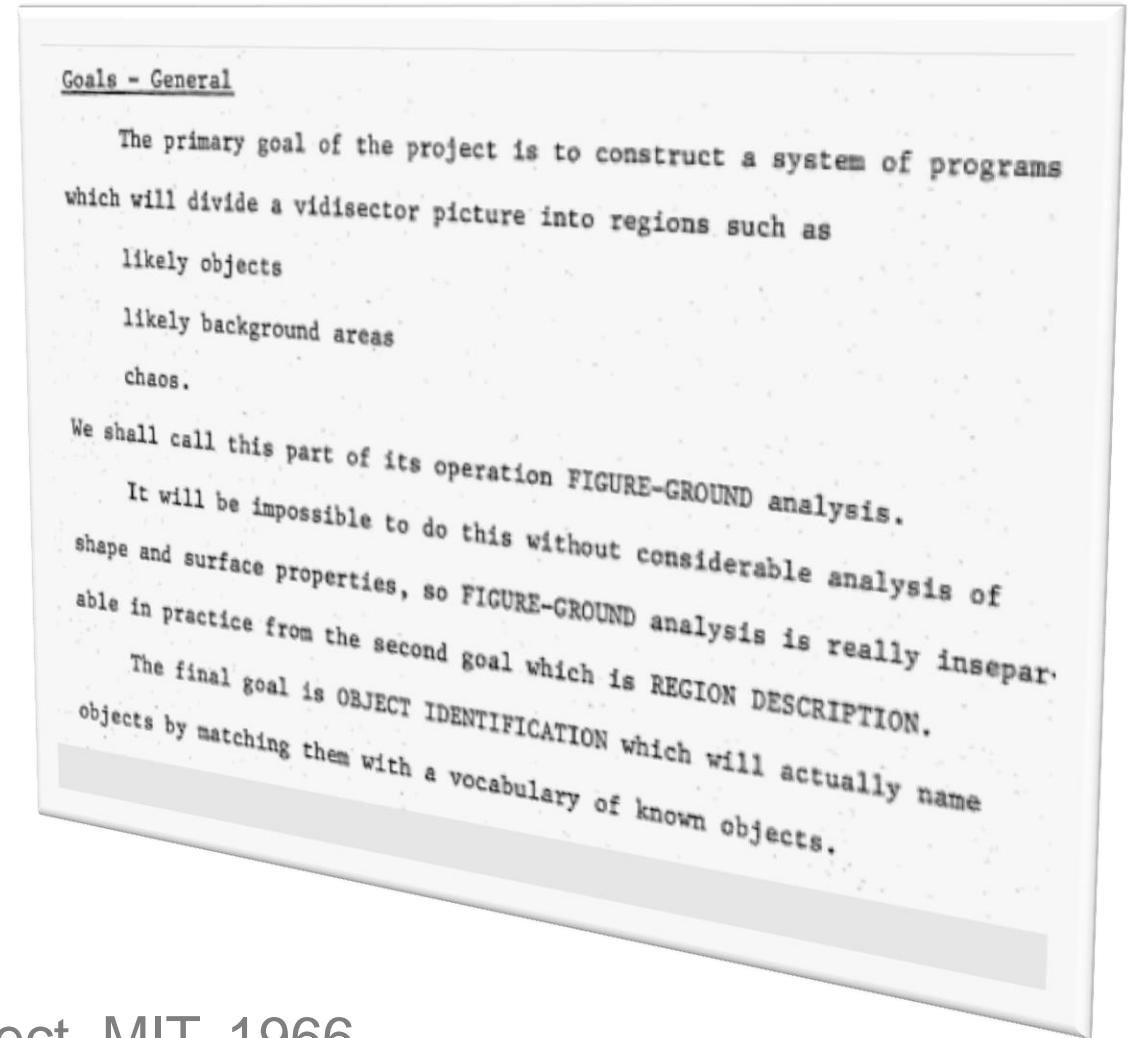 Goals - General
The primary goal of the project is to construct a system of programs
which will divide a vidisector picture into regions such as
likely objects
likely background areas
chaos.
We shall call this part of its operation FIGURE-GROUND analysis.
It will be impossible to do this without considerable analysis of
shape and surface properties, so FIGURE-GROUND analysis is really insepar-
able in practice from the second goal which is REGION DESCRIPTION.
The final goal is OBJECT IDENTIFICATION which will actually name
objects by matching them with a vocabulary of known objects.
MIT, 1966